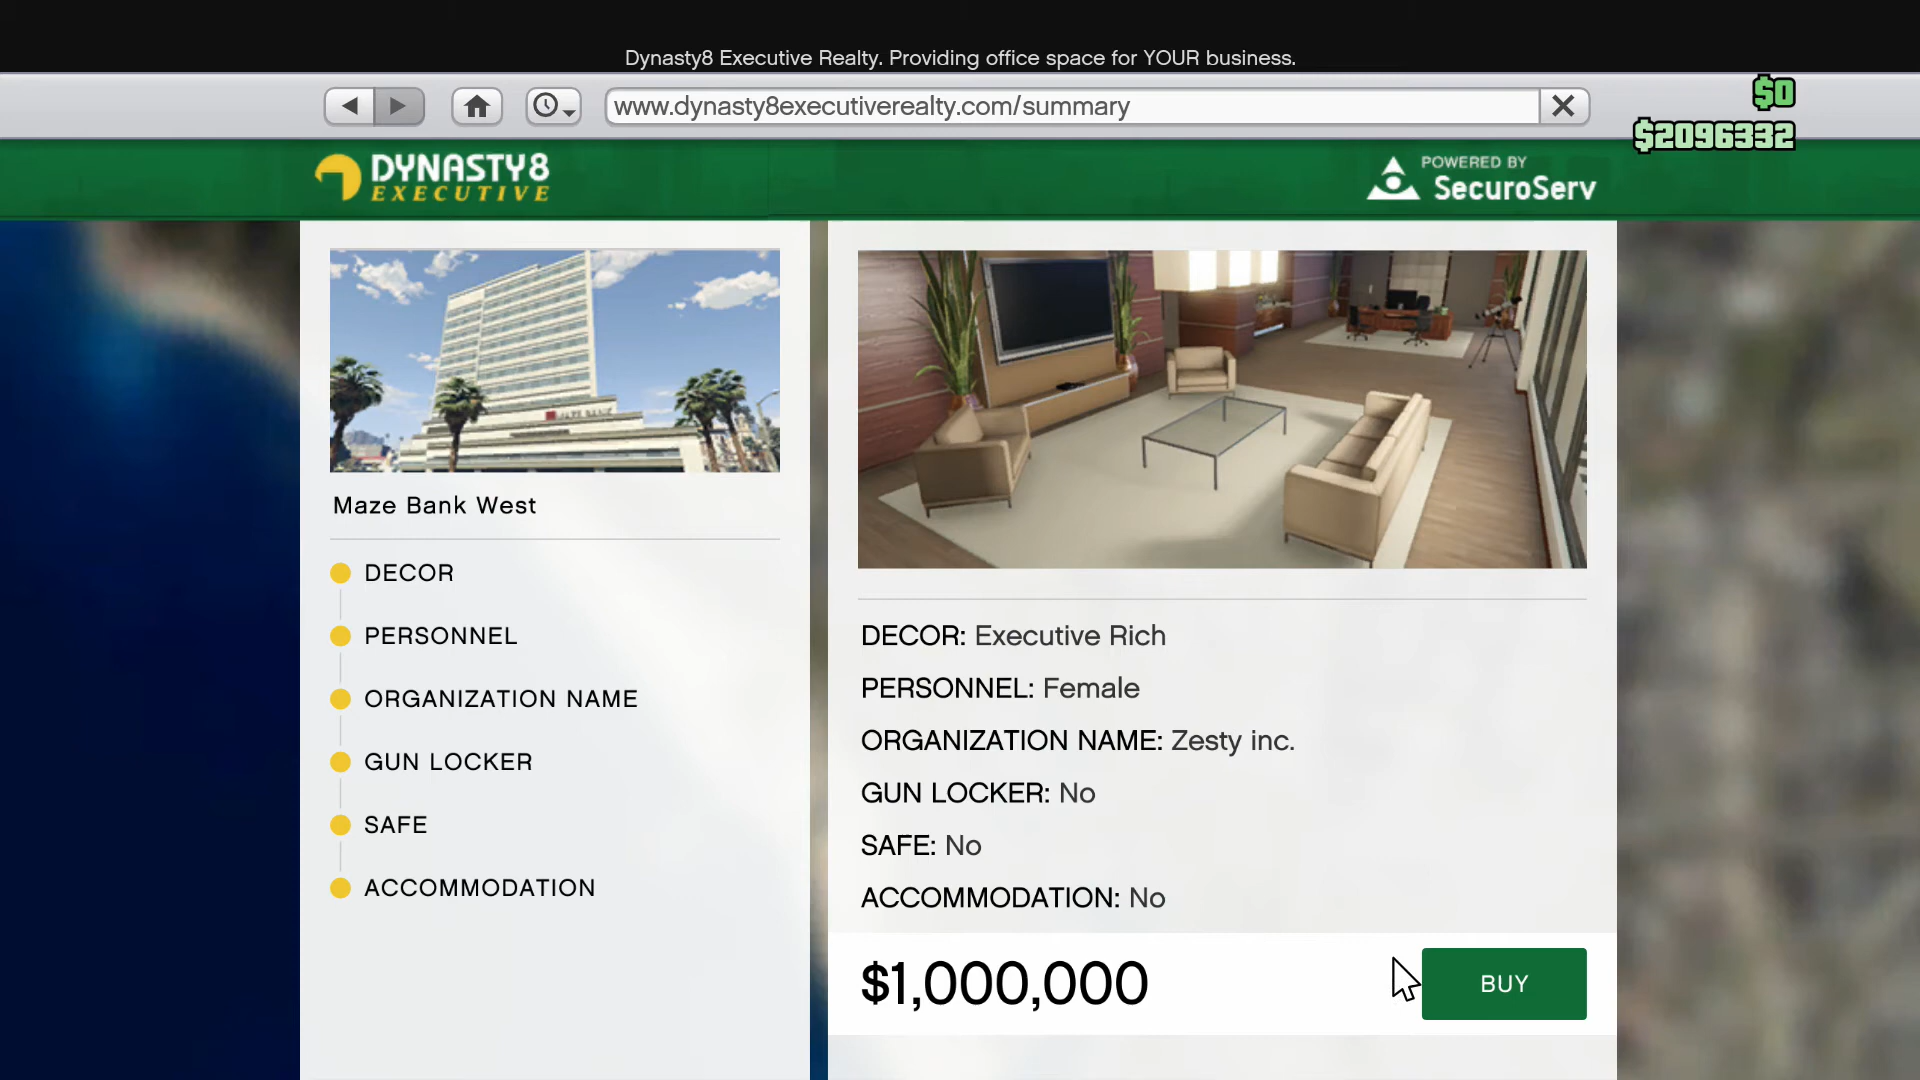 Dynasty8 Executive Realty. Providing office space for YOUR business.
www.dynasty8executiverealty.com/summary
$0
$2096332
DYNASTY8
EXECUTIVE
POWERED BY
SecuroServ
MAZE BANK
Maze Bank West
DECOR
PERSONNEL
ORGANIZATION NAME
GUN LOCKER
SAFE
ACCOMMODATION
DECOR: Executive Rich
PERSONNEL: Female
ORGANIZATION NAME: Zesty inc.
GUN LOCKER: No
SAFE: No
ACCOMMODATION: No
$1,000,000
BUY